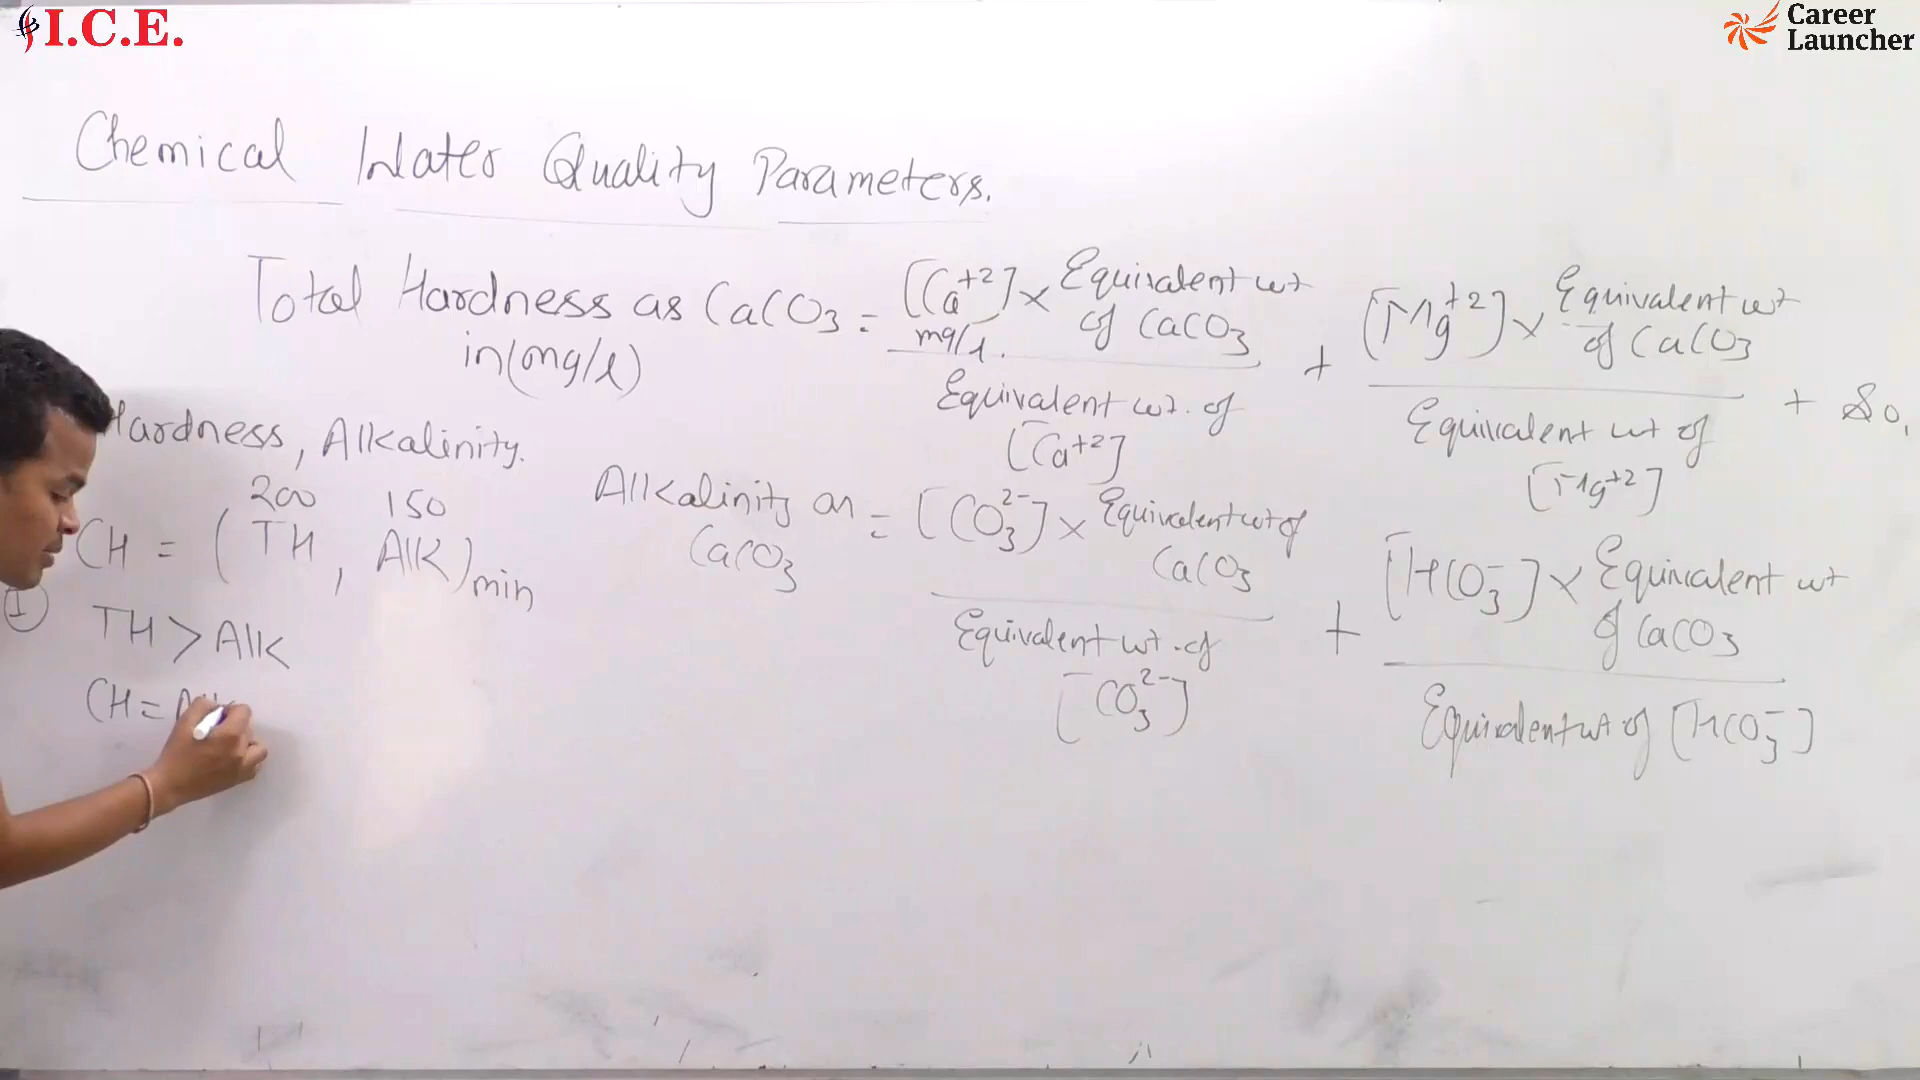 I.C.E.
Career
Launcher
Chemical Water Quality Parameters.
Total Hardness as CaCO3 = [Ca+2] mg/l. × Equivalent wt of CaCO3 + [Mg+2] × Equivalent wt of CaCO3 + So,
in (mg/l)
Equivalent wt. of [Ca+2]
Equivalent wt of [Mg+2]
Hardness, Alkalinity.
200 150
CH = (TH, Alk)min
Alkalinity as CaCO3 = [CO3 2-] × Equivalent wt of CaCO3 + [HCO3-] × Equivalent wt of CaCO3
Equivalent wt. of [CO3 2-]
Equivalent wt of [HCO3-]
I
TH > Alk
CH =